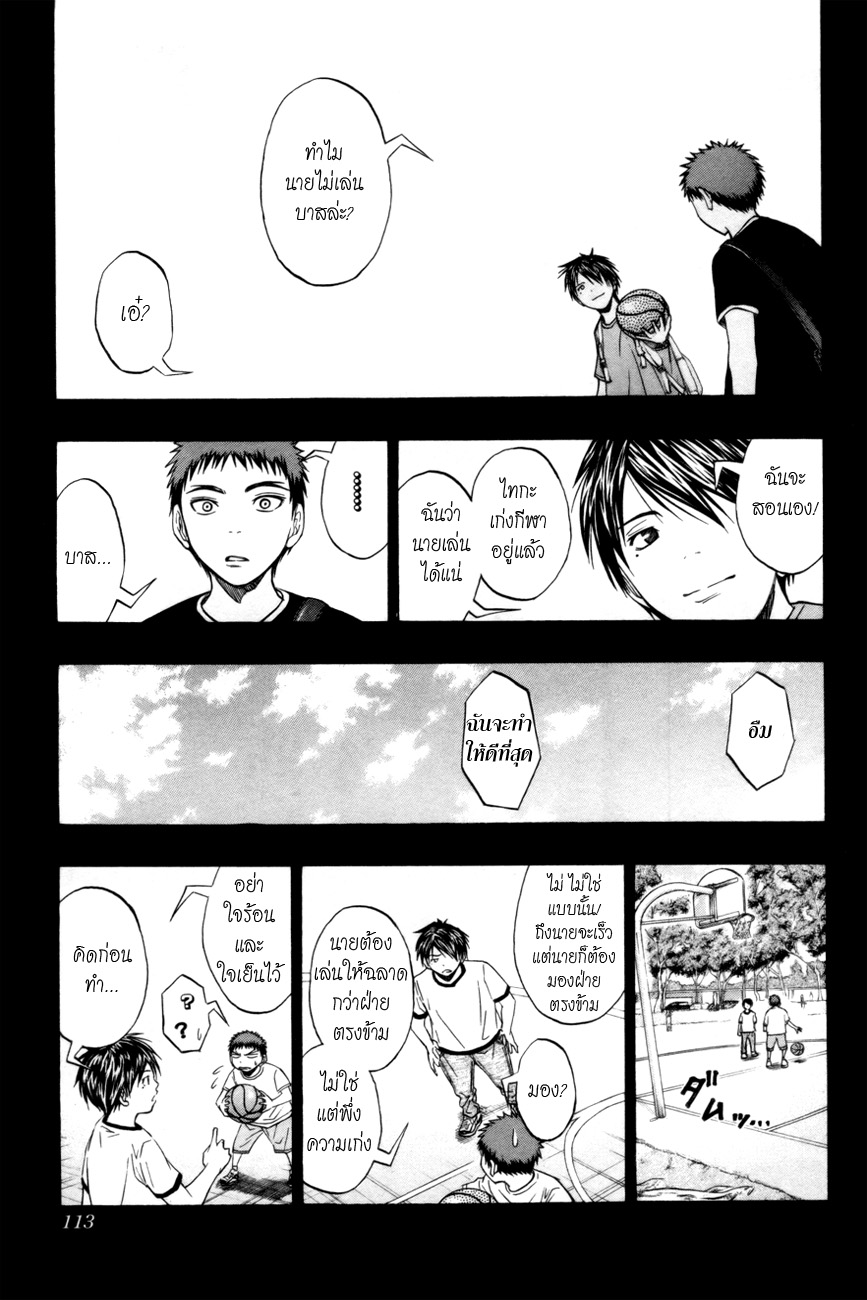 ทำไม
นายไม่เล่น
บาสล่ะ?
เอ๋?
ฉันจะ
สอนเอง!
ไทกะ
เก่งกีฬา
อยู่แล้ว
ฉันว่า
นายเล่น
ได้แน่
บาส...
อืม
ฉันจะทำ
ให้ดีที่สุด
ダム
ッ...
ไม่ ไม่ใช่
แบบนั้น!
ถึงนายจะเร็ว
แต่นายก็ต้อง
มองฝ่าย
ตรงข้าม
มอง?
นายต้อง
เล่นให้ฉลาด
กว่าฝ่าย
ตรงข้าม
ไม่ใช่
แต่พึ่ง
ความเก่ง
อย่า
ใจร้อน
และ
ใจเย็นไว้
? ?
คิดก่อน
ทำ...
113